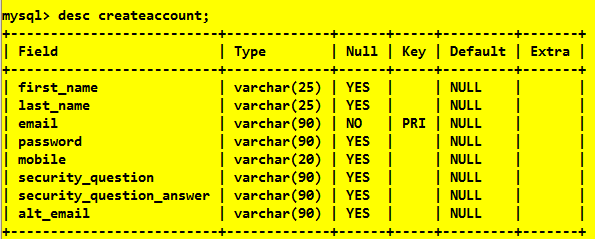 mysql> desc createaccount;
+--------------------------+-------------+------+-----+---------+-------+
| Field                    | Type        | Null | Key | Default | Extra |
+--------------------------+-------------+------+-----+---------+-------+
| first_name               | varchar(25) | YES  |     | NULL    |       |
| last_name                | varchar(25) | YES  |     | NULL    |       |
| email                    | varchar(90) | NO   | PRI | NULL    |       |
| password                 | varchar(90) | YES  |     | NULL    |       |
| mobile                   | varchar(20) | YES  |     | NULL    |       |
| security_question        | varchar(90) | YES  |     | NULL    |       |
| security_question_answer | varchar(90) | YES  |     | NULL    |       |
| alt_email                | varchar(90) | YES  |     | NULL    |       |
+--------------------------+-------------+------+-----+---------+-------+